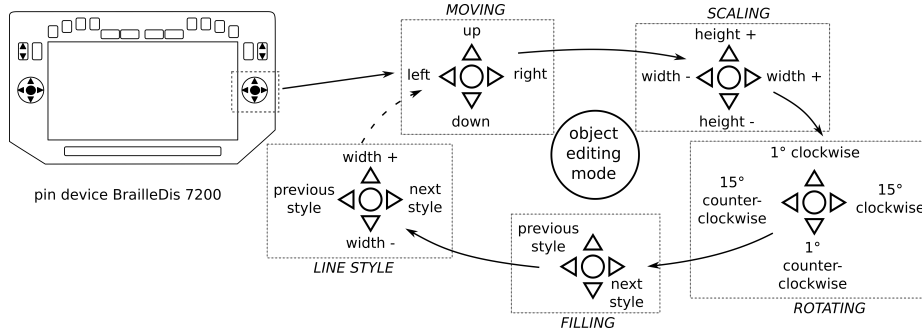 MOVING
up
left
right
down
SCALING
height +
width -
width +
height -
object
editing
mode
1° clockwise
15°
counter-
clockwise
15°
clockwise
1°
counter-
clockwise
ROTATING
previous
style
next
style
FILLING
width +
previous
style
next
style
width -
LINE STYLE
pin device BrailleDis 7200